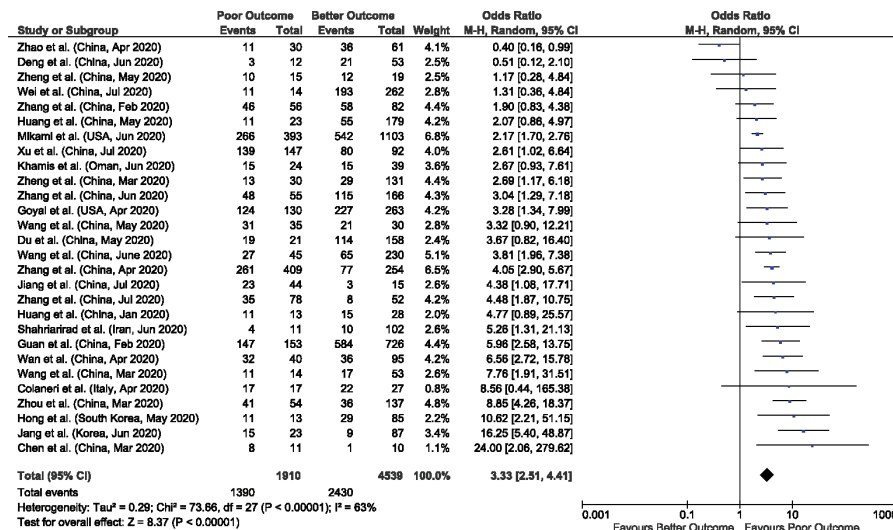 Poor Outcome Better Outcome Odds Ratio Odds Ratio
Study or Subgroup Events Total Events Total Weight M-H, Random, 95% CI M-H, Random, 95% CI
Zhao et al. (China, Apr 2020) 11 30 36 61 4.1% 0.40 [0.16, 0.99]
Deng et al. (China, Jun 2020) 3 12 21 53 2.4% 0.51 [0.12, 2.10]
Zheng et al. (China, May 2020) 10 15 12 19 2.4% 1.17 [0.28, 4.84]
Wei et al. (China, Jul 2020) 11 14 193 262 2.7% 1.31 [0.36, 4.84]
Zhang et al. (China, Feb 2020) 46 56 58 82 4.4% 1.90 [0.83, 4.38]
Huang et al. (China, May 2020) 11 23 55 179 4.2% 2.07 [0.86, 4.97]
Mikami et al. (USA, Jun 2020) 266 393 542 1103 7.6% 2.17 [1.70, 2.76]
Xu et al. (China, Jul 2020) 139 147 80 92 4.0% 2.61 [1.02, 6.64]
Khamis et al. (Oman, Jun 2020) 15 24 15 39 3.6% 2.67 [0.93, 7.61]
Zheng et al. (China, Mar 2020) 13 30 29 131 4.4% 2.69 [1.17, 6.18]
Zhang et al. (China, Jun 2020) 48 55 115 166 4.3% 3.04 [1.29, 7.18]
Goyal et al. (USA, Apr 2020) 124 130 227 263 4.2% 3.28 [1.34, 7.99]
Wang et al. (China, May 2020) 31 35 21 30 2.7% 3.32 [0.90, 12.21]
Du et al. (China, May 2020) 19 21 114 158 2.3% 3.67 [0.82, 16.40]
Wang et al. (China, June 2020) 27 45 65 230 5.1% 3.81 [1.96, 7.38]
Zhang et al. (China, Apr 2020) 261 409 77 254 7.2% 4.05 [2.90, 5.67]
Jiang et al. (China, Jul 2020) 23 44 3 15 2.5% 4.38 [1.08, 17.71]
Zhang et al. (China, Jul 2020) 35 78 8 52 4.2% 4.48 [1.87, 10.75]
Huang et al. (China, Jan 2020) 11 13 15 28 1.9% 4.77 [0.89, 25.57]
Shahriarirad et al. (Iran, Jun 2020) 4 11 10 102 2.5% 5.26 [1.31, 21.13]
Guan et al. (China, Feb 2020) 147 153 584 726 4.4% 5.96 [2.58, 13.75]
Wan et al. (China, Apr 2020) 32 40 36 95 4.2% 6.56 [2.72, 15.78]
Wang et al. (China, Mar 2020) 11 14 17 53 2.5% 7.76 [1.91, 31.51]
Colaneri et al. (Italy, Apr 2020) 17 17 22 27 0.8% 8.56 [0.44, 165.38]
Zhou et al. (China, Mar 2020) 41 54 36 137 4.8% 8.85 [4.26, 18.37]
Hong et al. (South Korea, May 2020) 11 13 29 85 2.1% 10.62 [2.21, 51.15]
Jang et al. (Korea, Jun 2020) 15 23 9 87 3.4% 16.25 [5.40, 48.87]
Chen et al. (China, Mar 2020) 8 11 1 10 1.1% 24.00 [2.06, 279.62]
Total (95% CI) 1910 4539 100.0% 3.33 [2.51, 4.41]
Total events 1390 2430
Heterogeneity: Tau² = 0.29; Chi² = 73.66, df = 27 (P < 0.00001); I² = 63%
Test for overall effect: Z = 8.37 (P < 0.00001)
0.001 0.1 1 10 1000
Favours Better Outcome Favours Poor Outcome